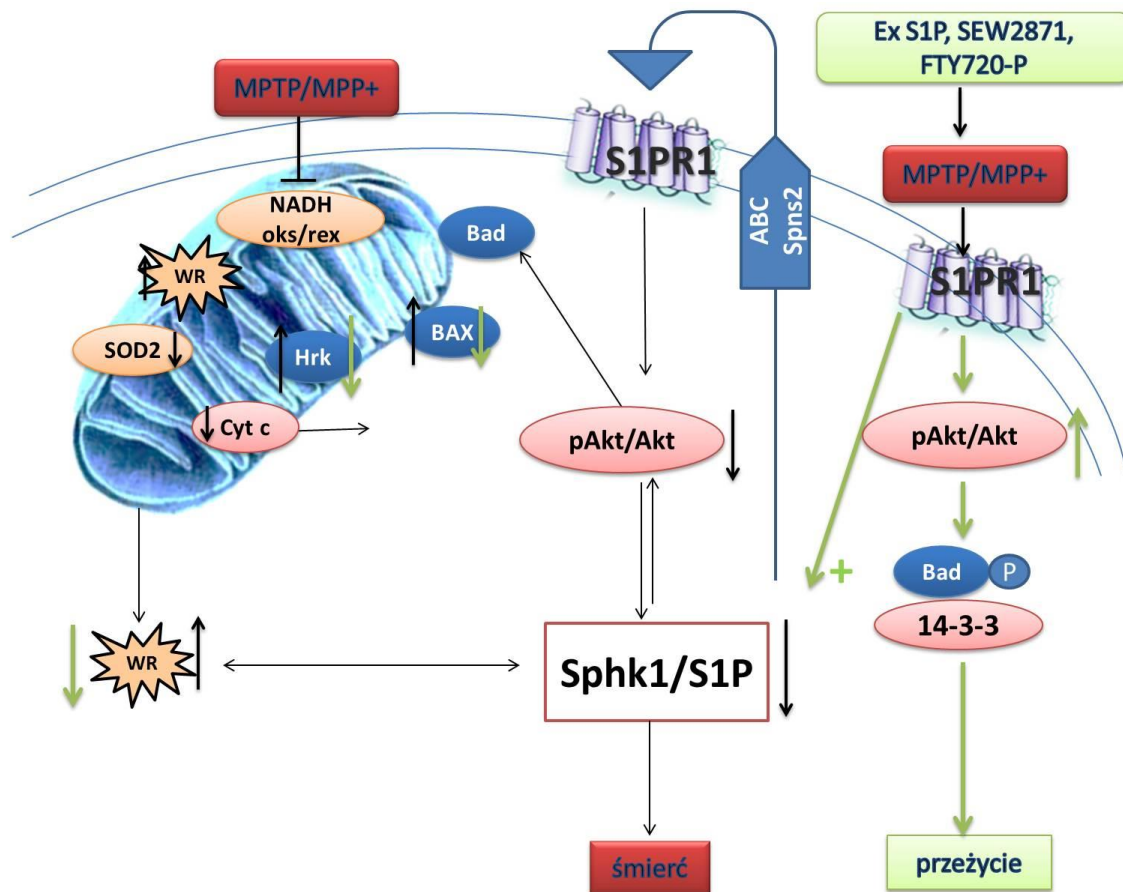 Ex S1P, SEW2871,
FTY720-P
MPTP/MPP+
S1PR1
MPTP/MPP+
ABC
Spns2
NADH
oks/rex
Bad
S1PR1
WR
SOD2
Hrk
BAX
Cyt c
pAkt/Akt
pAkt/Akt
+
Bad
P
14-3-3
WR
Sphk1/S1P
śmierć
przeżycie